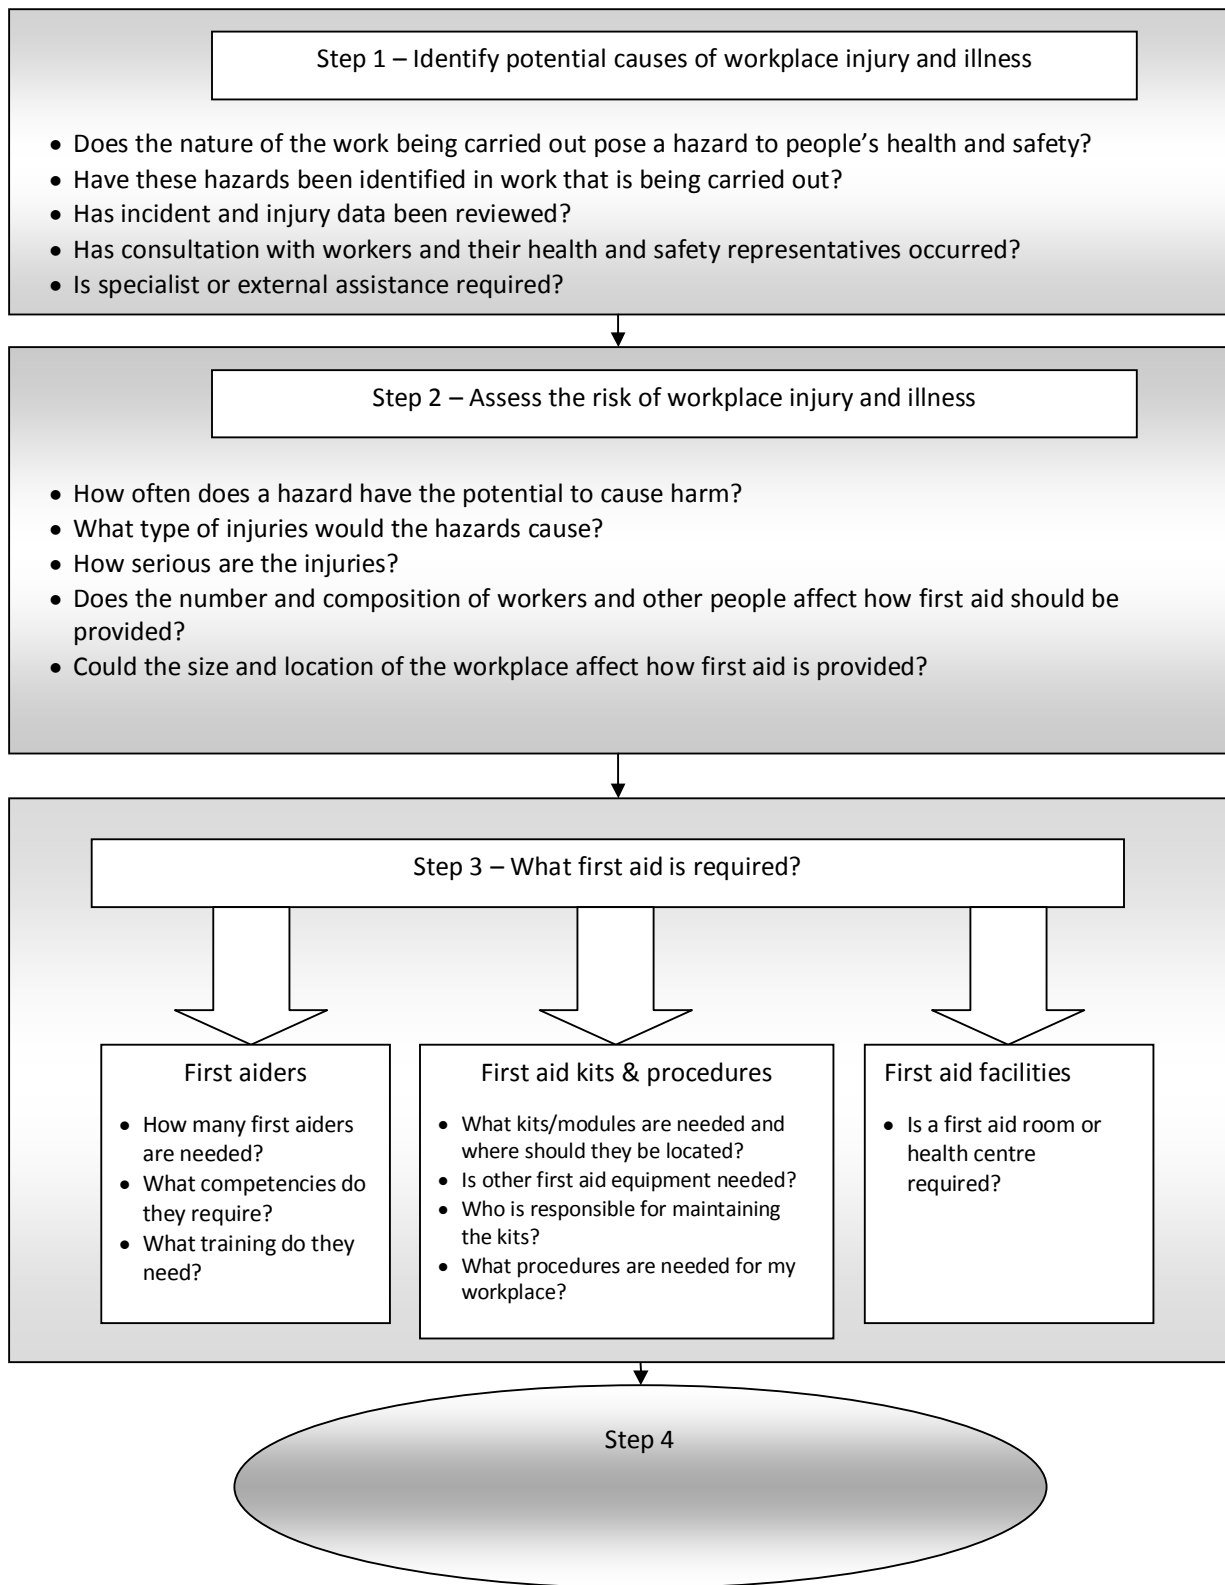 Step 1 – Identify potential causes of workplace injury and illness
• Does the nature of the work being carried out pose a hazard to people’s health and safety?
• Have these hazards been identified in work that is being carried out?
• Has incident and injury data been reviewed?
• Has consultation with workers and their health and safety representatives occurred?
• Is specialist or external assistance required?
Step 2 – Assess the risk of workplace injury and illness
• How often does a hazard have the potential to cause harm?
• What type of injuries would the hazards cause?
• How serious are the injuries?
• Does the number and composition of workers and other people affect how first aid should be
provided?
• Could the size and location of the workplace affect how first aid is provided?
Step 3 – What first aid is required?
First aiders
• How many first aiders
are needed?
• What competencies do
they require?
• What training do they
need?
First aid kits & procedures
• What kits/modules are needed and
where should they be located?
• Is other first aid equipment needed?
• Who is responsible for maintaining
the kits?
• What procedures are needed for my
workplace?
First aid facilities
• Is a first aid room or
health centre
required?
Step 4